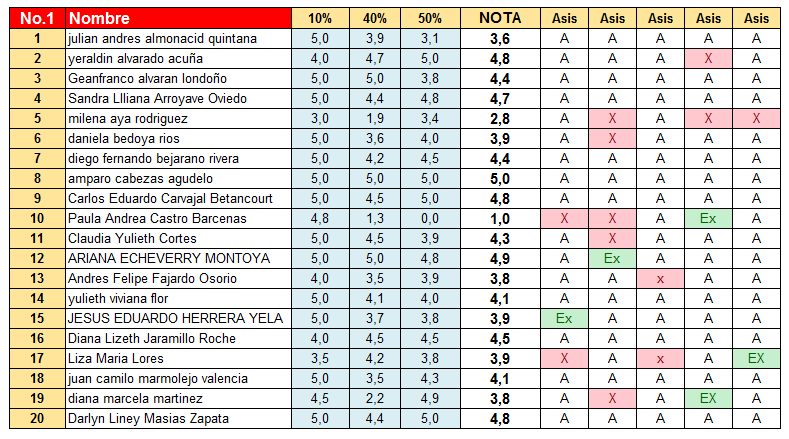 No.1 Nombre 10% 40% 50% NOTA Asis Asis Asis Asis Asis
1 julian andres almonacid quintana 5,0 3,9 3,1 3,6 A A A A A
2 yeraldin alvarado acuña 4,0 4,7 5,0 4,8 A A A X A
3 Geanfranco alvaran londoño 5,0 5,0 3,8 4,4 A A A A A
4 Sandra Llliana Arroyave Oviedo 5,0 4,4 4,8 4,7 A A A A A
5 milena aya rodriguez 3,0 1,9 3,4 2,8 A X A X X
6 daniela bedoya rios 5,0 3,6 4,0 3,9 A X A A A
7 diego fernando bejarano rivera 5,0 4,2 4,5 4,4 A A A A A
8 amparo cabezas agudelo 5,0 5,0 5,0 5,0 A A A A A
9 Carlos Eduardo Carvajal Betancourt 5,0 4,5 5,0 4,8 A A A A A
10 Paula Andrea Castro Barcenas 4,8 1,3 0,0 1,0 X X A Ex A
11 Claudia Yulieth Cortes 5,0 4,5 3,9 4,3 A X A A A
12 ARIANA ECHEVERRY MONTOYA 5,0 5,0 4,8 4,9 A Ex A A A
13 Andres Felipe Fajardo Osorio 4,0 3,5 3,9 3,8 A A x A A
14 yulieth viviana flor 5,0 4,1 4,0 4,1 A A A A A
15 JESUS EDUARDO HERRERA YELA 5,0 3,7 3,8 3,9 Ex A A A A
16 Diana Lizeth Jaramillo Roche 4,0 4,5 4,5 4,5 A A A A A
17 Liza Maria Lores 3,5 4,2 3,8 3,9 X A x A EX
18 juan camilo marmolejo valencia 5,0 3,5 4,3 4,1 A A A A A
19 diana marcela martinez 4,5 2,2 4,9 3,8 A X A EX A
20 Darlyn Liney Masias Zapata 5,0 4,4 5,0 4,8 A A A A A